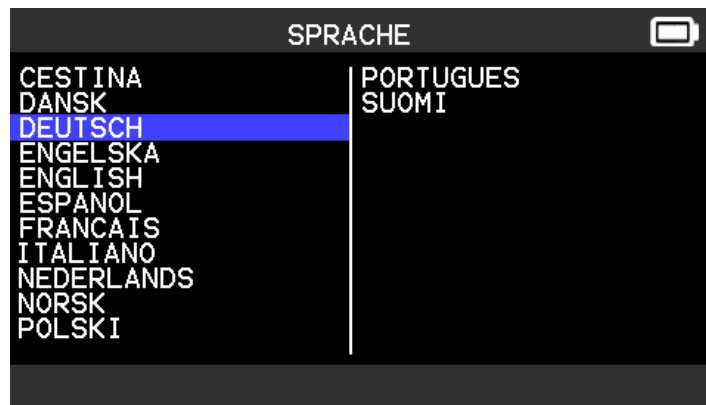 SPRACHE
CESTINA
DANSK
DEUTSCH
ENGELSKA
ENGLISH
ESPANOL
FRANCAIS
ITALIANO
NEDERLANDS
NORSK
POLSKI
PORTUGUES
SUOMI